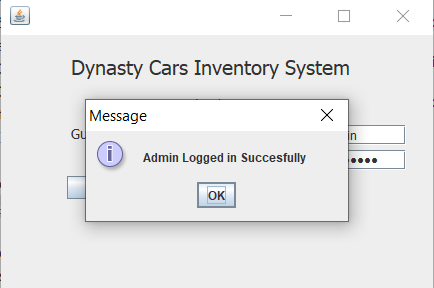 Dynasty Cars Inventory System
Message
Admin Logged in Succesfully
OK